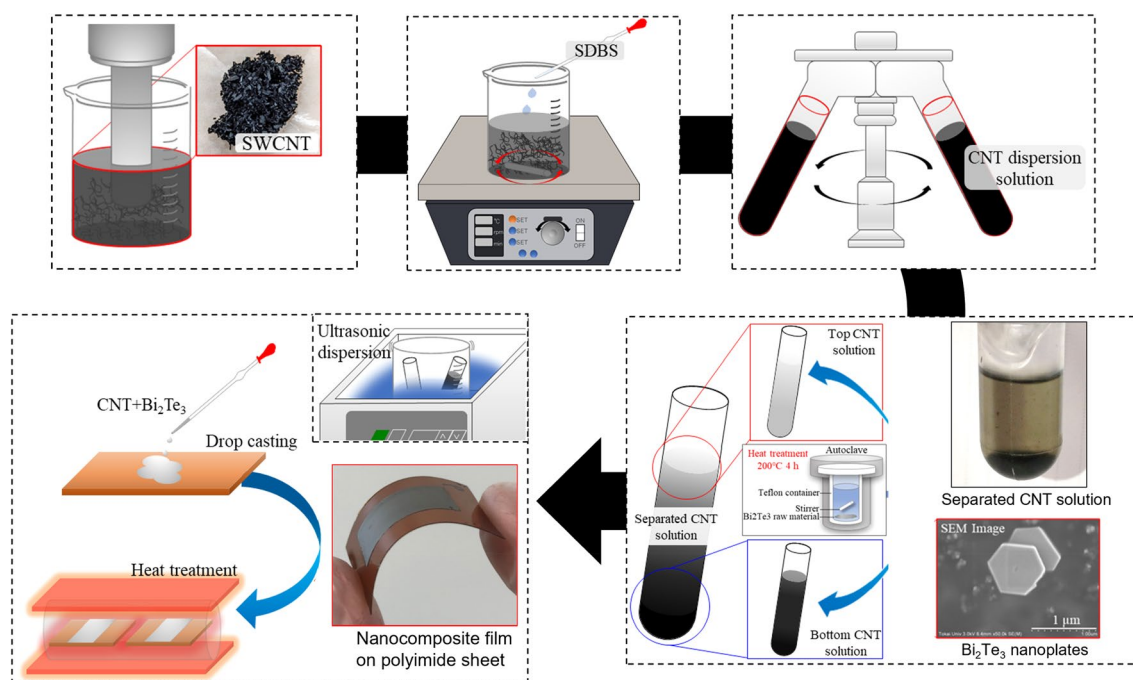 SWCNT
SDBS
°C
rpm
min
SET
SET
SET
ON
OFF
CNT dispersion
solution
Top CNT
solution
Heat treatment
200°C 4 h
Autoclave
Teflon container
Stirrer
Bi2Te3 raw material
Separated CNT
solution
Bottom CNT
solution
Separated CNT solution
SEM Image
1 μm
Bi₂Te₃ nanoplates
Ultrasonic
dispersion
CNT+Bi₂Te₃
Drop casting
Heat treatment
Nanocomposite film
on polyimide sheet